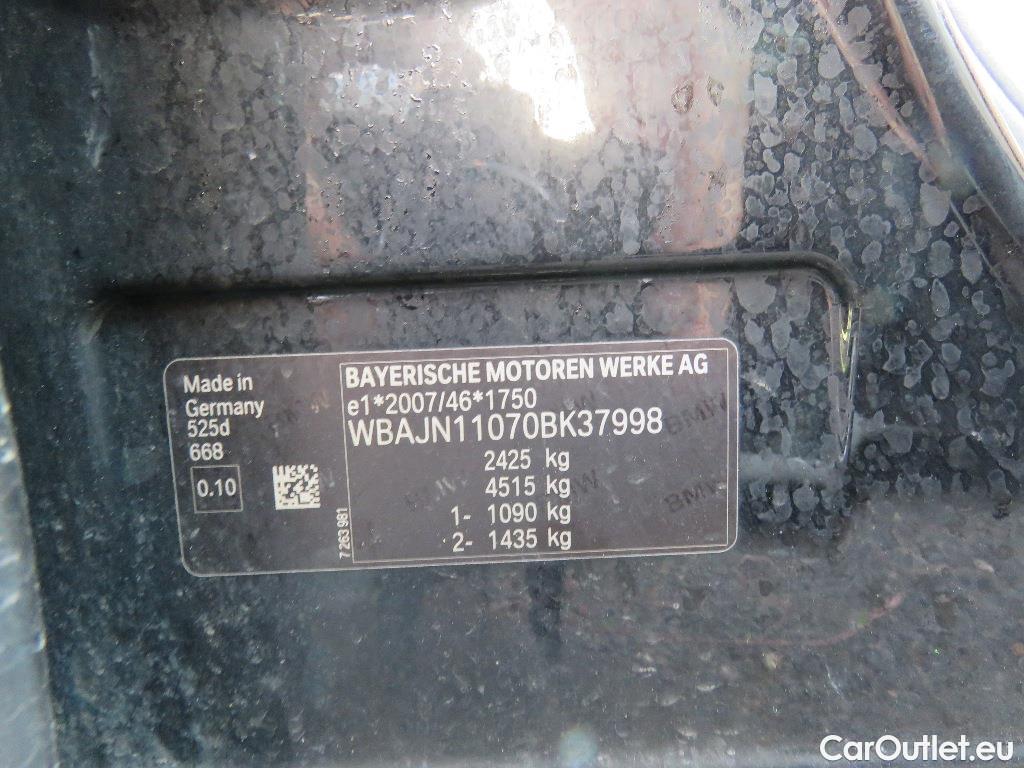 Made in
Germany
525d
668
0.10
BAYERISCHE MOTOREN WERKE AG
e1*2007/46*1750
WBAJN11070BK37998
2425 kg
4515 kg
1- 1090 kg
2- 1435 kg
7 263 981
BMW
CarOutlet.eu